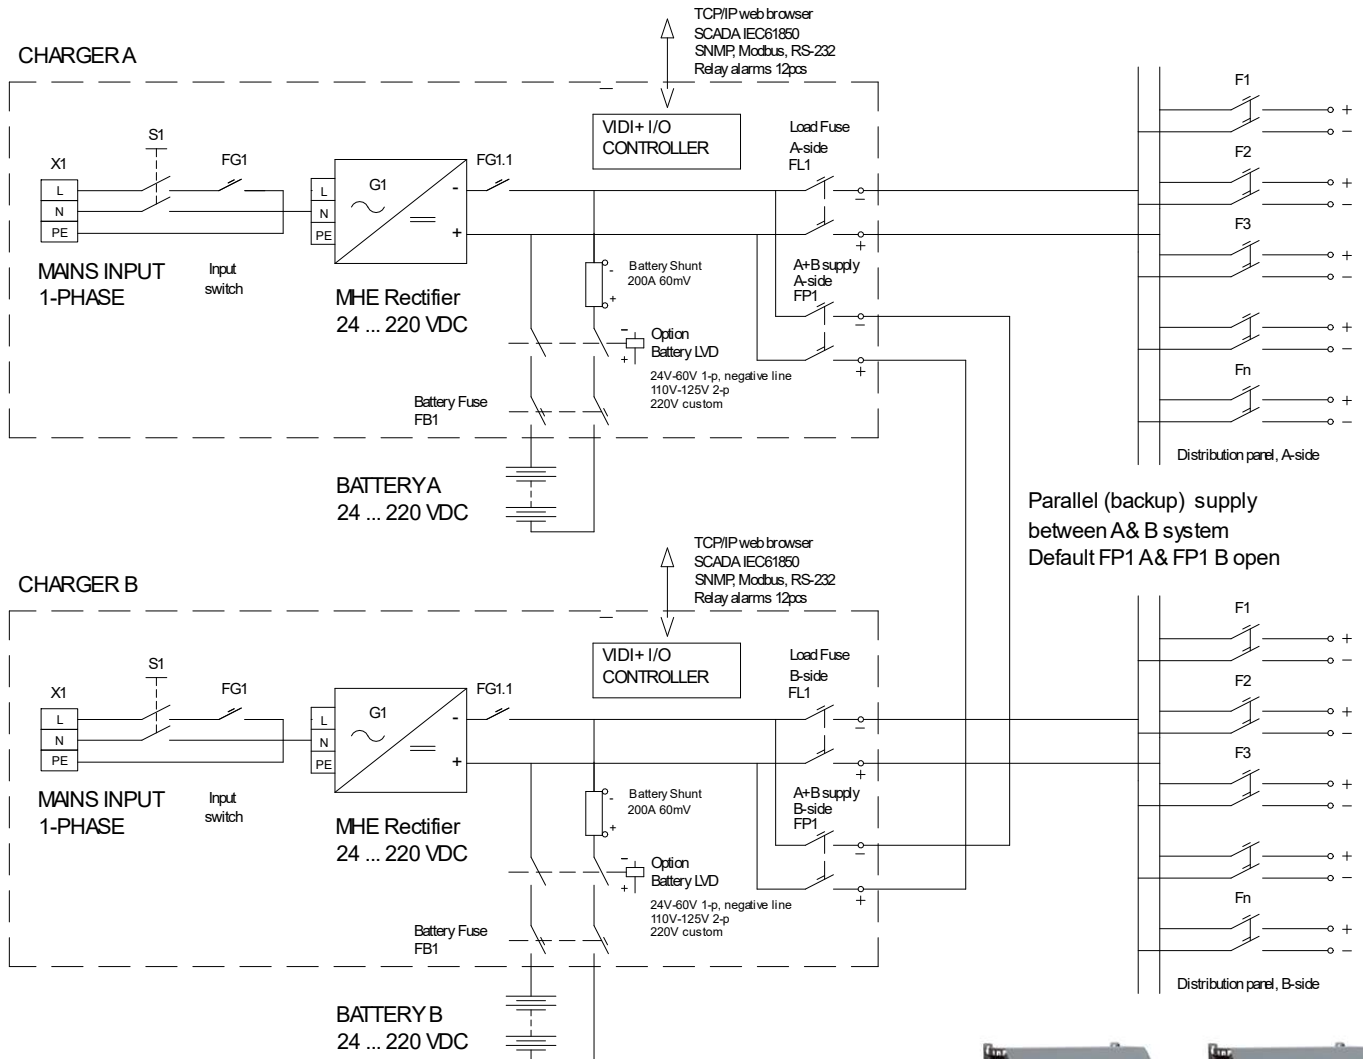 TCP/IP web browser
SCADA IEC61850
SNMP, Modbus, RS-232
Relay alarms 12pcs
CHARGER A
VIDI+ I/O
CONTROLLER
Load Fuse
A-side
FL1
X1
S1
FG1
L
N
PE
L
N
PE
G1
-
+
FG1.1
−
+
MAINS INPUT
1-PHASE
Input
switch
MHE Rectifier
24 ... 220 VDC
Battery Shunt
200A 60mV
-
+
A+B supply
A-side
FP1
−
+
Option
Battery LVD
−
+
24V-60V 1-p, negative line
110V-125V 2-p
220V custom
Battery Fuse
FB1
BATTERY A
24 ... 220 VDC
F1
+
−
F2
+
−
F3
+
−
+
−
Fn
+
−
Distribution panel, A-side
Parallel (backup) supply
between A & B system
Default FP1 A & FP1 B open
TCP/IP web browser
SCADA IEC61850
SNMP, Modbus, RS-232
Relay alarms 12pcs
CHARGER B
VIDI+ I/O
CONTROLLER
Load Fuse
B-side
FL1
X1
S1
FG1
L
N
PE
L
N
PE
G1
-
+
FG1.1
−
+
MAINS INPUT
1-PHASE
Input
switch
MHE Rectifier
24 ... 220 VDC
Battery Shunt
200A 60mV
-
+
A+B supply
B-side
FP1
−
+
Option
Battery LVD
−
+
24V-60V 1-p, negative line
110V-125V 2-p
220V custom
Battery Fuse
FB1
BATTERY B
24 ... 220 VDC
F1
+
−
F2
+
−
F3
+
−
+
−
Fn
+
−
Distribution panel, B-side